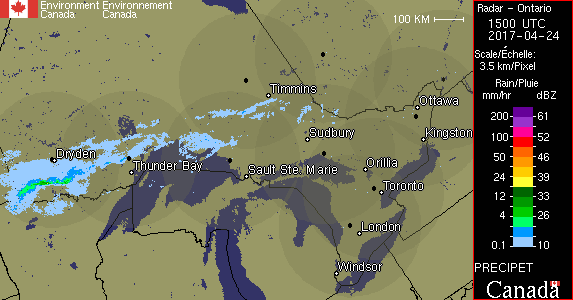 Environment Environnement
Canada Canada
100 KM
Timmins
Ottawa
Sudbury
Kingston
Dryden
Thunder Bay
Sault Ste. Marie
Orillia
Toronto
London
Windsor
Radar - Ontario
1500 UTC
2017-04-24
Scale/Échelle:
3.5 km/Pixel
Rain/Pluie
mm/hr dBZ
200 61
100 52
50 46
24 39
12 33
4 26
0.1 10
PRECIPET
Canada